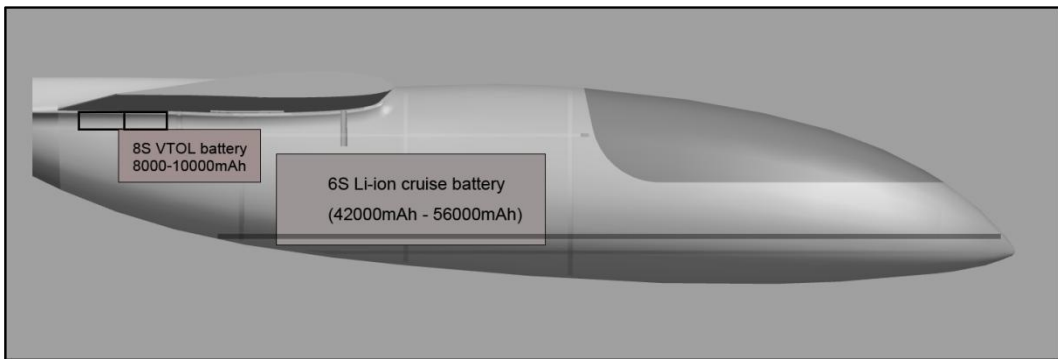 8S VTOL battery
8000-10000mAh
6S Li-ion cruise battery
(42000mAh - 56000mAh)